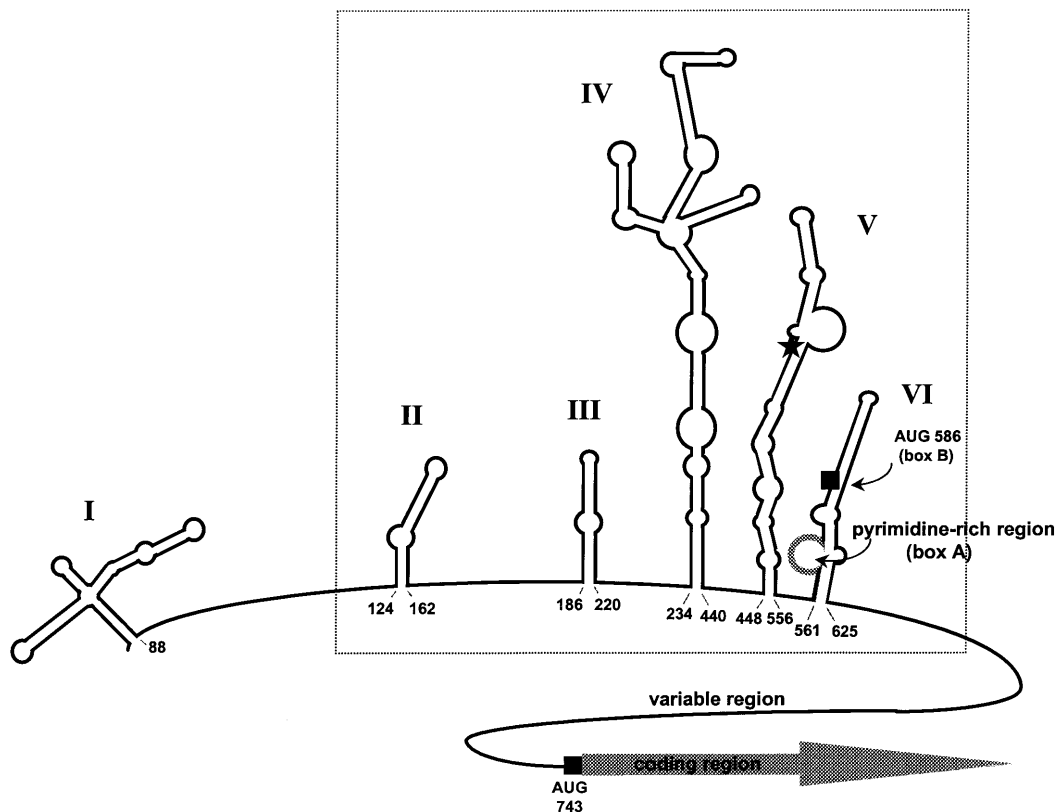 IV
V
II
III
VI
AUG 586
(box B)
I
pyrimidine-rich region
(box A)
88
124 162
186 220
234 440
448 556
561 625
variable region
coding region
AUG
743